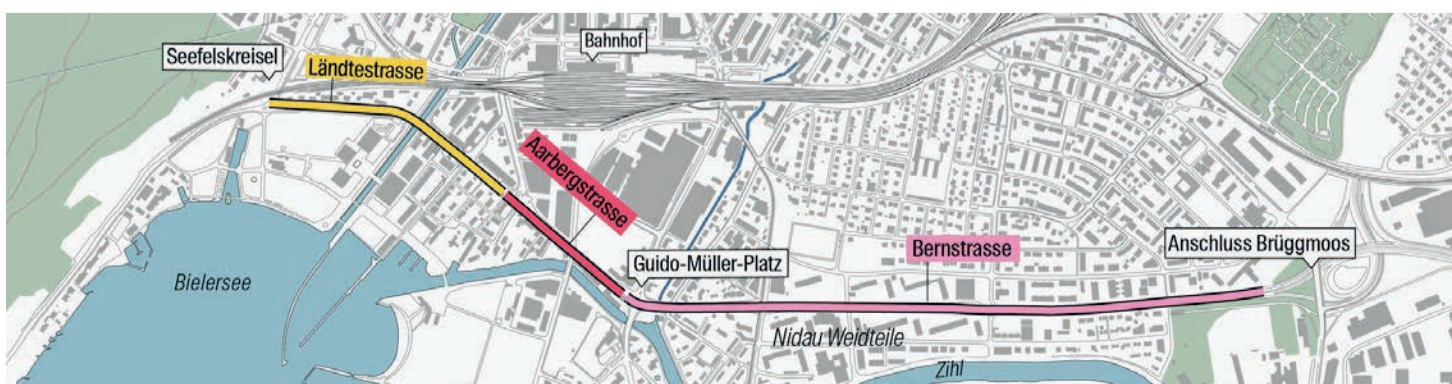 Seefelskreisel
Ländtestrasse
Bahnhof
Aarbergstrasse
Guido-Müller-Platz
Bernstrasse
Anschluss Brüggmoos
Bielersee
Nidau Weidteile
Zihl